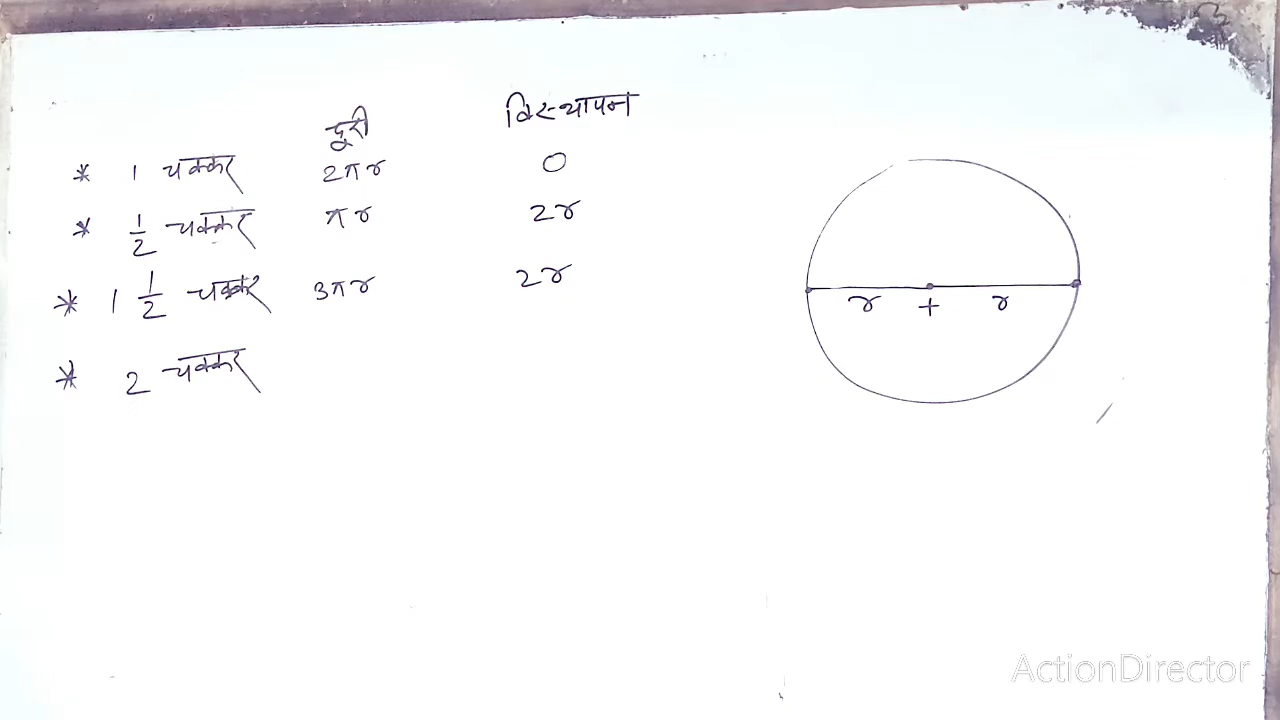 दूरी विस्थापन
* 1 चक्कर 2πr 0
* 1/2 चक्कर πr 2r
* 1 1/2 चक्कर 3πr 2r
* 2 चक्कर
r + r
ActionDirector